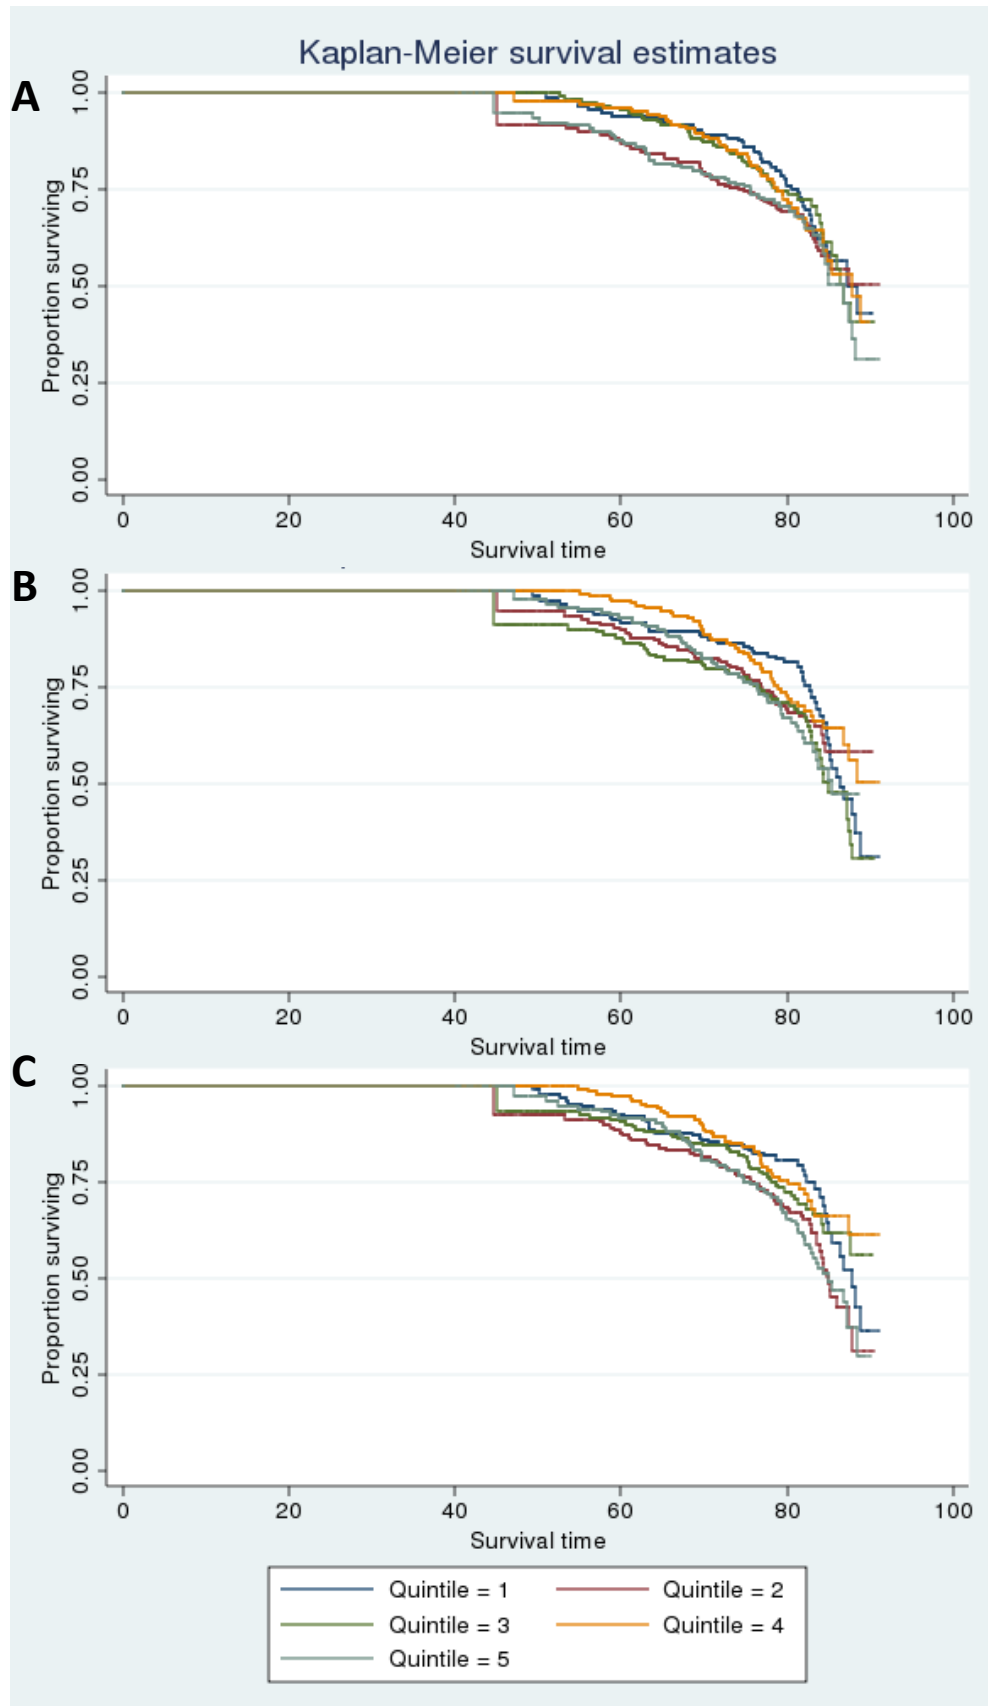 Kaplan-Meier survival estimates
A
Proportion surviving
1.00
0.75
0.50
0.25
0.00
0 20 40 60 80 100
Survival time
B
Proportion surviving
1.00
0.75
0.50
0.25
0.00
0 20 40 60 80 100
Survival time
C
Proportion surviving
1.00
0.75
0.50
0.25
0.00
0 20 40 60 80 100
Survival time
Quintile = 1 Quintile = 2
Quintile = 3 Quintile = 4
Quintile = 5